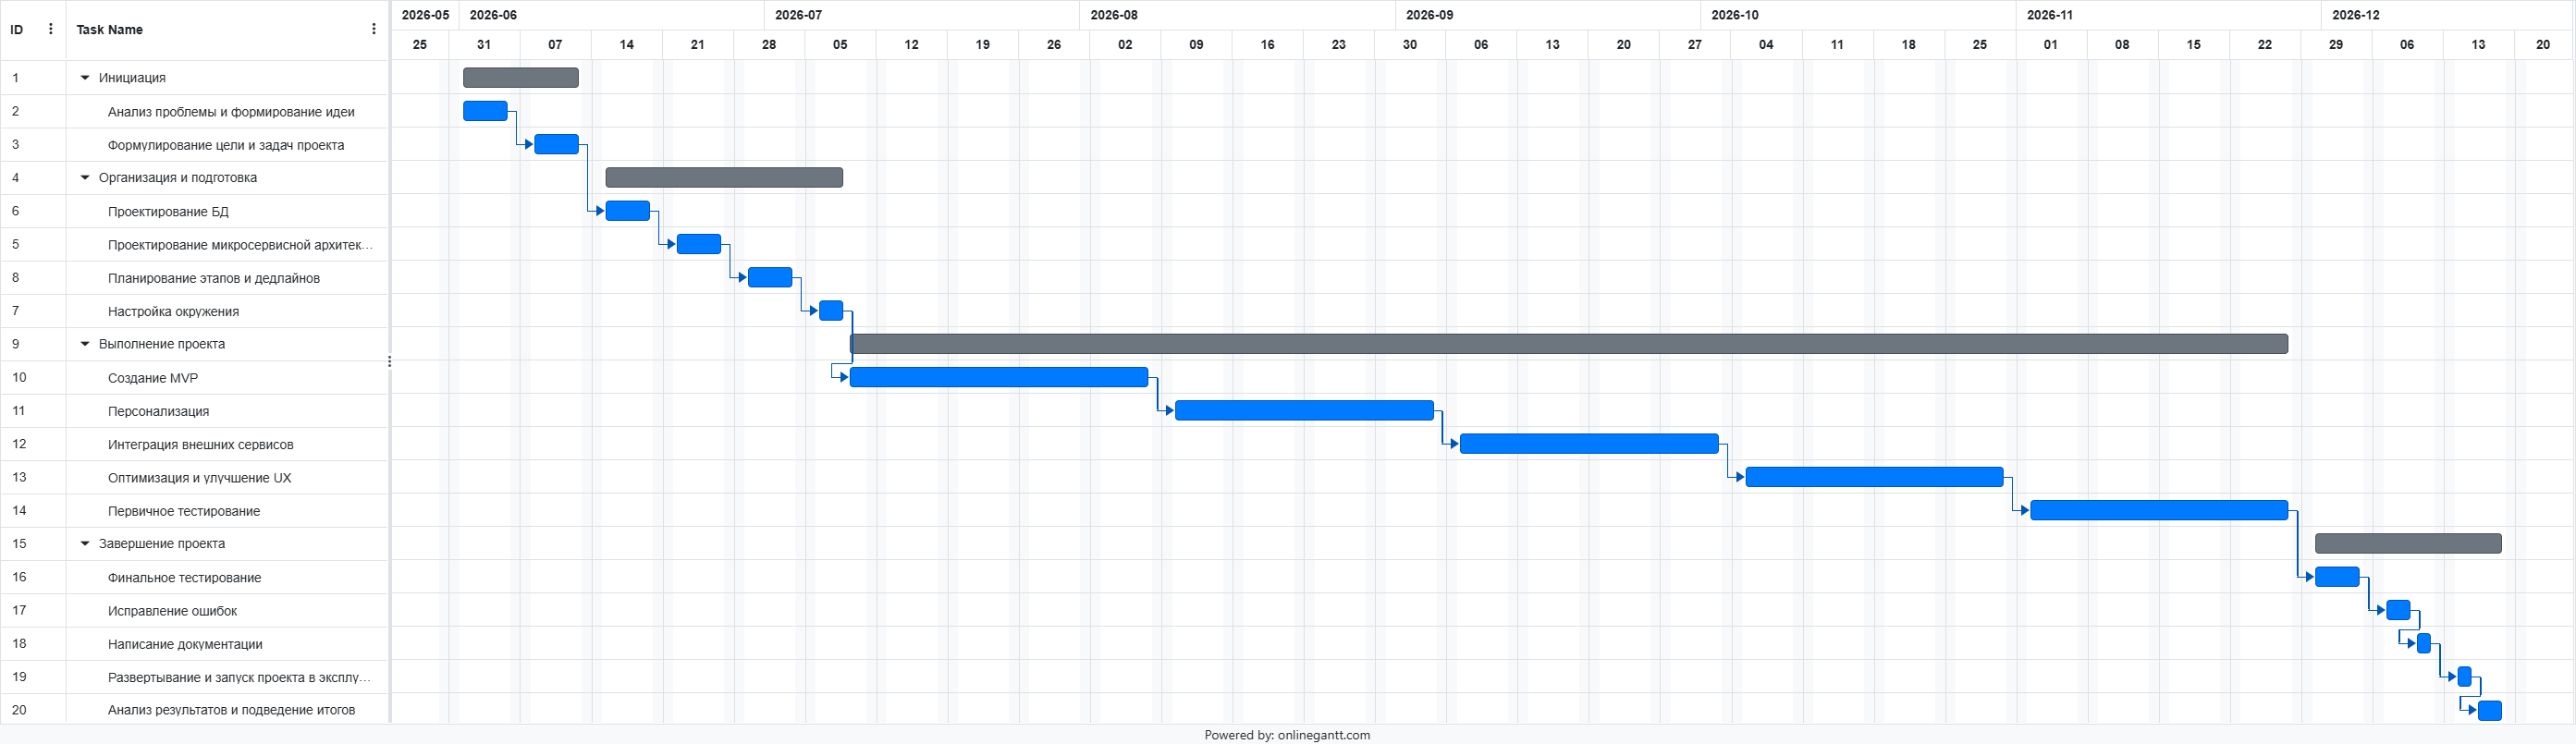 ID Task Name 2026-05 2026-06 2026-07 2026-08 2026-09 2026-10 2026-11 2026-12
25 31 07 14 21 28 05 12 19 26 02 09 16 23 30 06 13 20 27 04 11 18 25 01 08 15 22 29 06 13 20
1 Инициация
2 Анализ проблемы и формирование идеи
3 Формулирование цели и задач проекта
4 Организация и подготовка
6 Проектирование БД
5 Проектирование микросервисной архитек...
8 Планирование этапов и дедлайнов
7 Настройка окружения
9 Выполнение проекта
10 Создание MVP
11 Персонализация
12 Интеграция внешних сервисов
13 Оптимизация и улучшение UX
14 Первичное тестирование
15 Завершение проекта
16 Финальное тестирование
17 Исправление ошибок
18 Написание документации
19 Развертывание и запуск проекта в эксплу...
20 Анализ результатов и подведение итогов
Powered by: onlinegantt.com